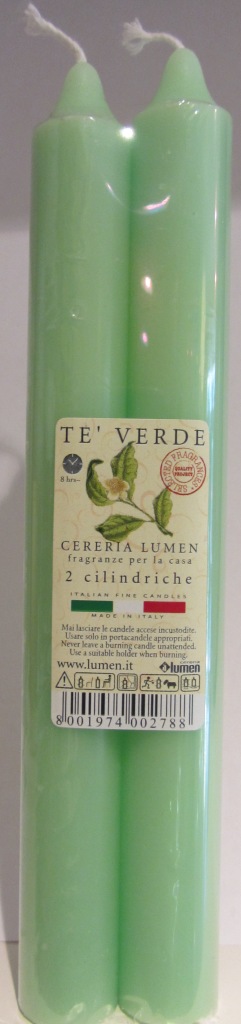 TE' VERDE
8 hrs~
SELECTED FRAGRANCES
QUALITY PROJECT
CERERIA LUMEN
fragranze per la casa
2 cilindriche
ITALIAN FINE CANDLES
MADE IN ITALY
Mai lasciare le candele accese incustodite.
Usare solo in portacandele appropriati.
Never leave a burning candle unattended.
Use a suitable holder when burning.
www.lumen.it
lumen
8 001974 002788